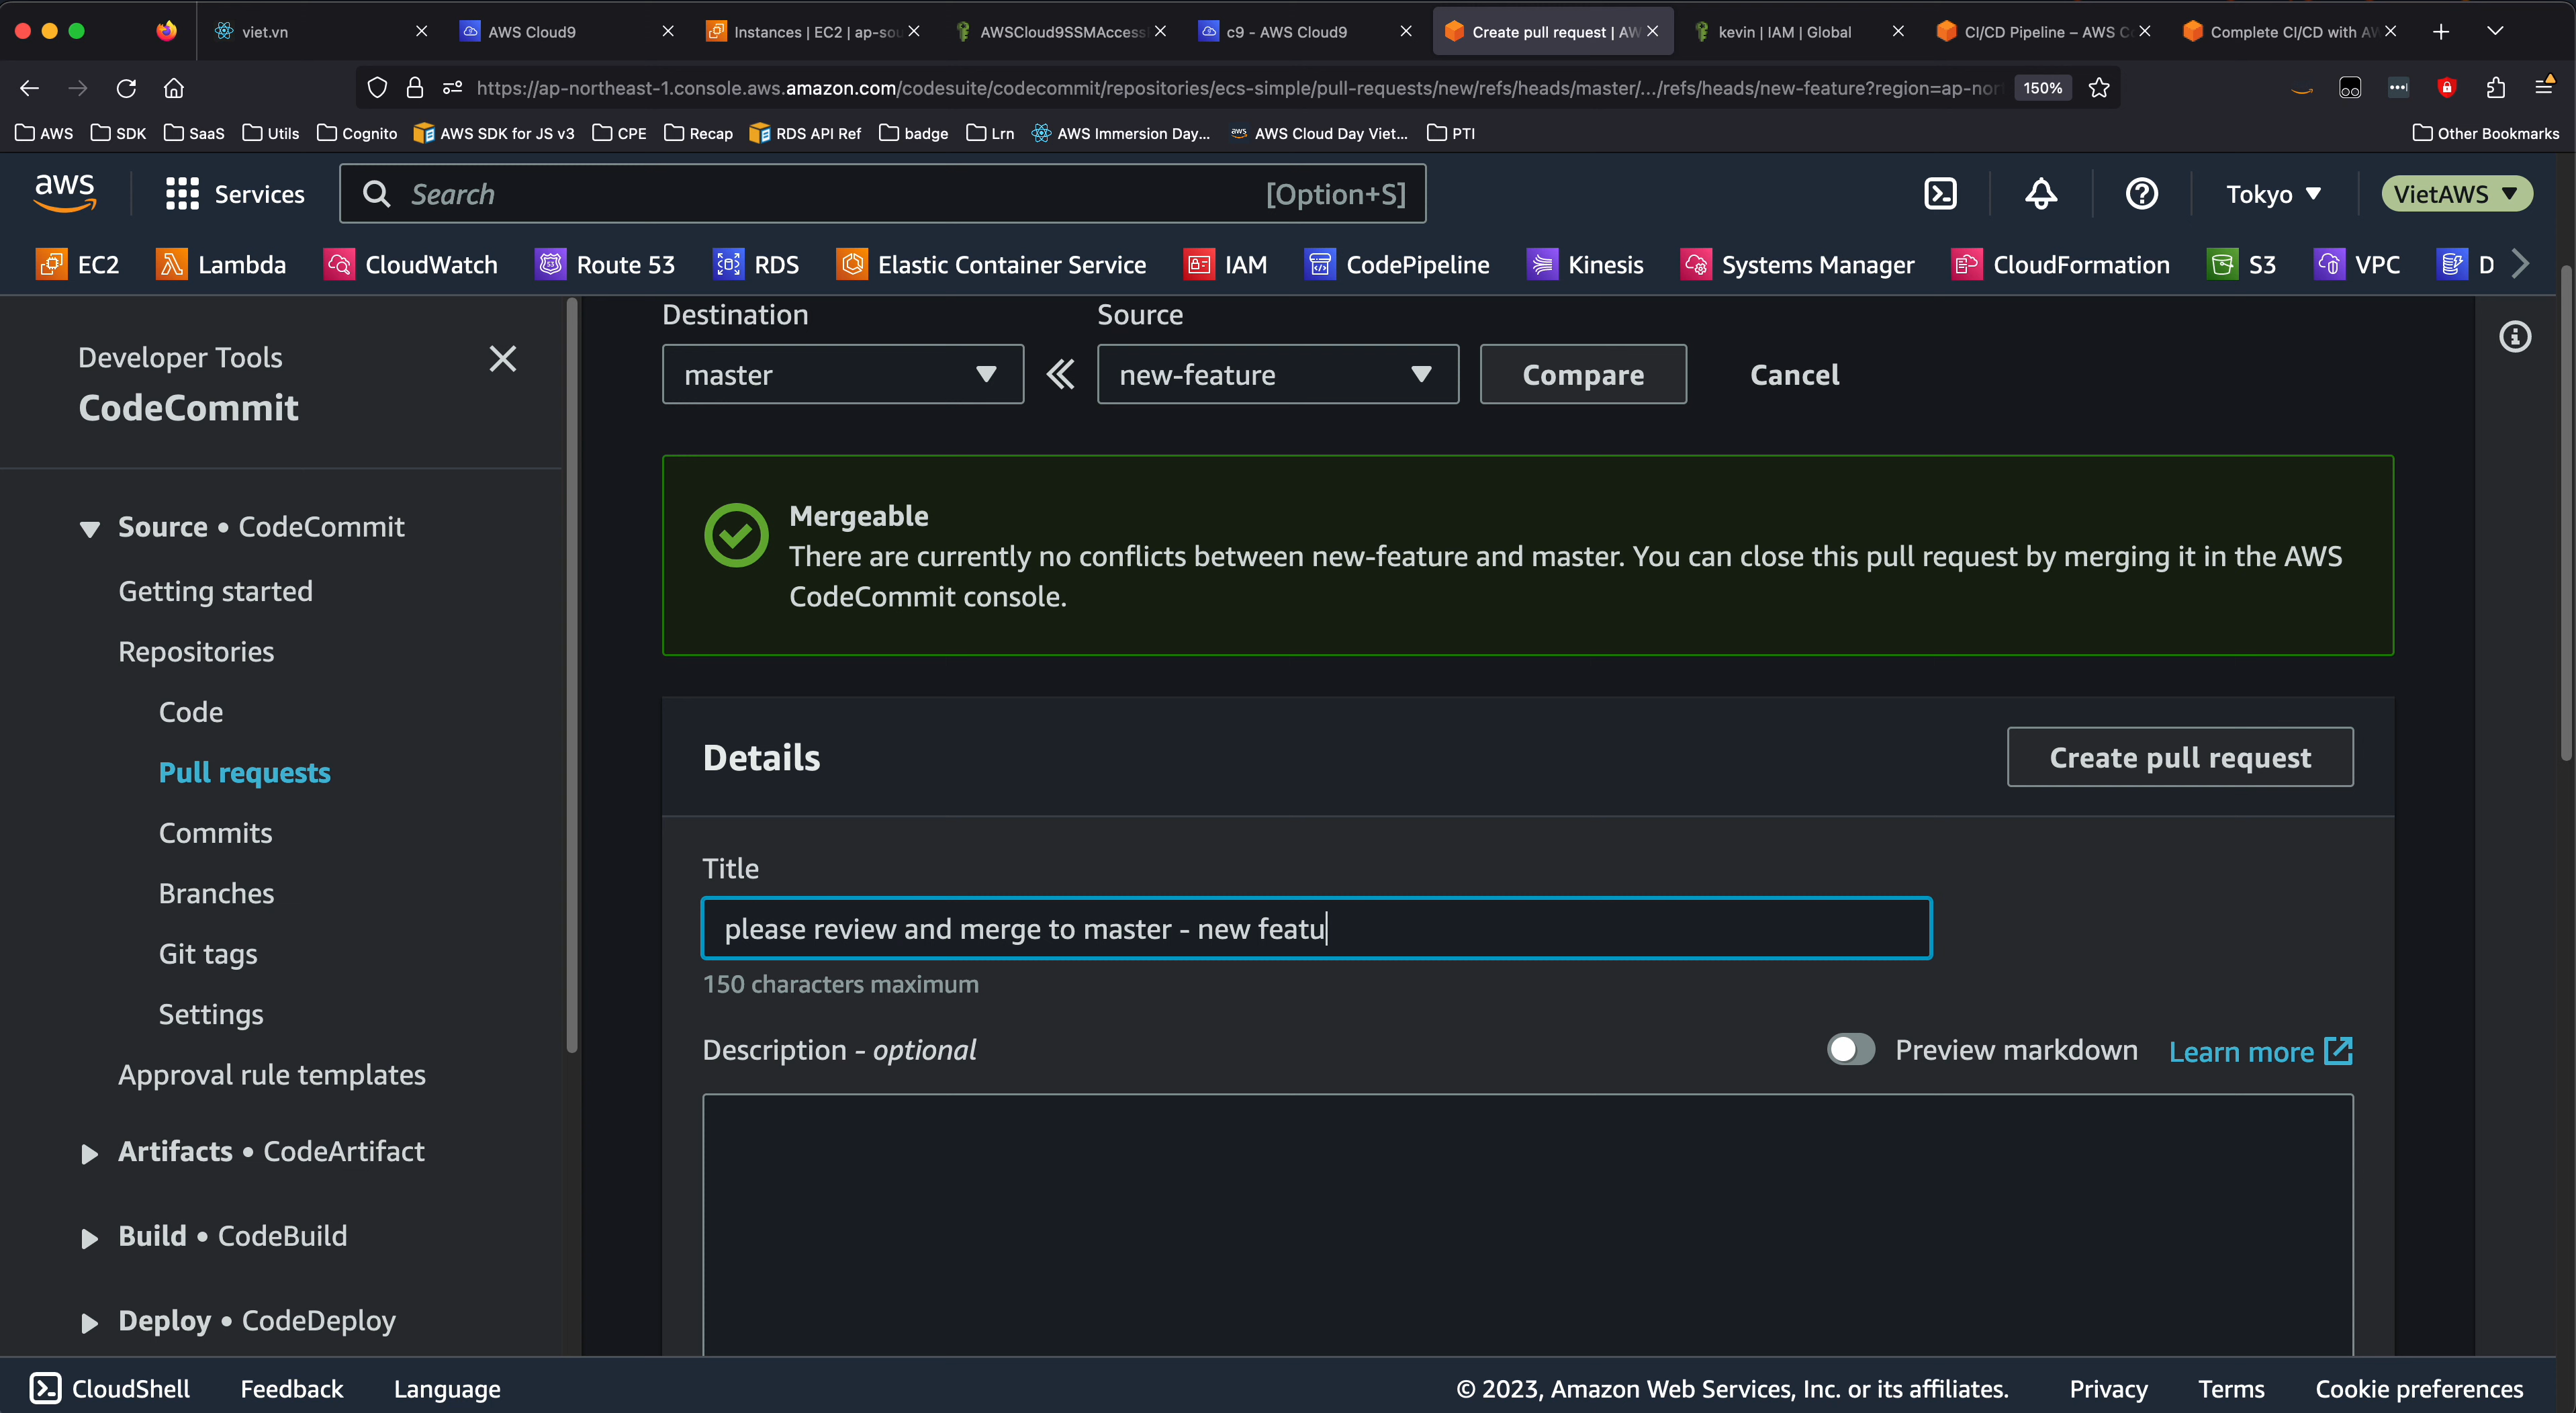 viet.vn
AWS Cloud9
Instances | EC2 | ap-sou
AWSCloud9SSMAccess
c9 - AWS Cloud9
Create pull request | AW
kevin | IAM | Global
CI/CD Pipeline – AWS C
Complete CI/CD with AW
https://ap-northeast-1.console.aws.amazon.com/codesuite/codecommit/repositories/ecs-simple/pull-requests/new/refs/heads/master/.../refs/heads/new-feature?region=ap-nor
150%
AWS
SDK
SaaS
Utils
Cognito
AWS SDK for JS v3
CPE
Recap
RDS API Ref
badge
Lrn
AWS Immersion Day...
AWS Cloud Day Viet...
PTI
Other Bookmarks
aws
Services
Search
[Option+S]
Tokyo
VietAWS
EC2
Lambda
CloudWatch
Route 53
RDS
Elastic Container Service
IAM
CodePipeline
Kinesis
Systems Manager
CloudFormation
S3
VPC
D
Developer Tools
CodeCommit
Source • CodeCommit
Getting started
Repositories
Code
Pull requests
Commits
Branches
Git tags
Settings
Approval rule templates
Artifacts • CodeArtifact
Build • CodeBuild
Deploy • CodeDeploy
Destination
Source
master
new-feature
Compare
Cancel
Mergeable
There are currently no conflicts between new-feature and master. You can close this pull request by merging it in the AWS
CodeCommit console.
Details
Create pull request
Title
please review and merge to master - new featu
150 characters maximum
Description - optional
Preview markdown
Learn more
CloudShell
Feedback
Language
© 2023, Amazon Web Services, Inc. or its affiliates.
Privacy
Terms
Cookie preferences